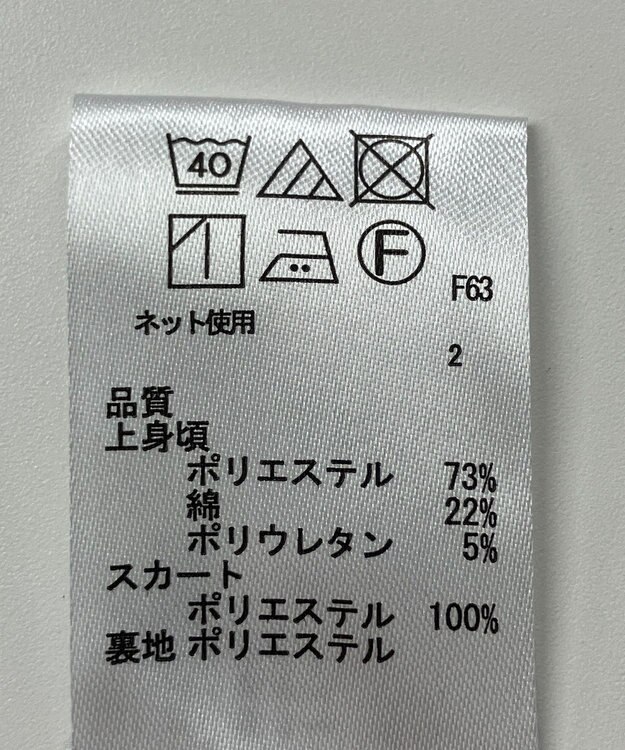 40
F
F63
ネット使用
2
品質
上身頃
ポリエステル 73%
綿 22%
ポリウレタン 5%
スカート
ポリエステル 100%
裏地 ポリエステル